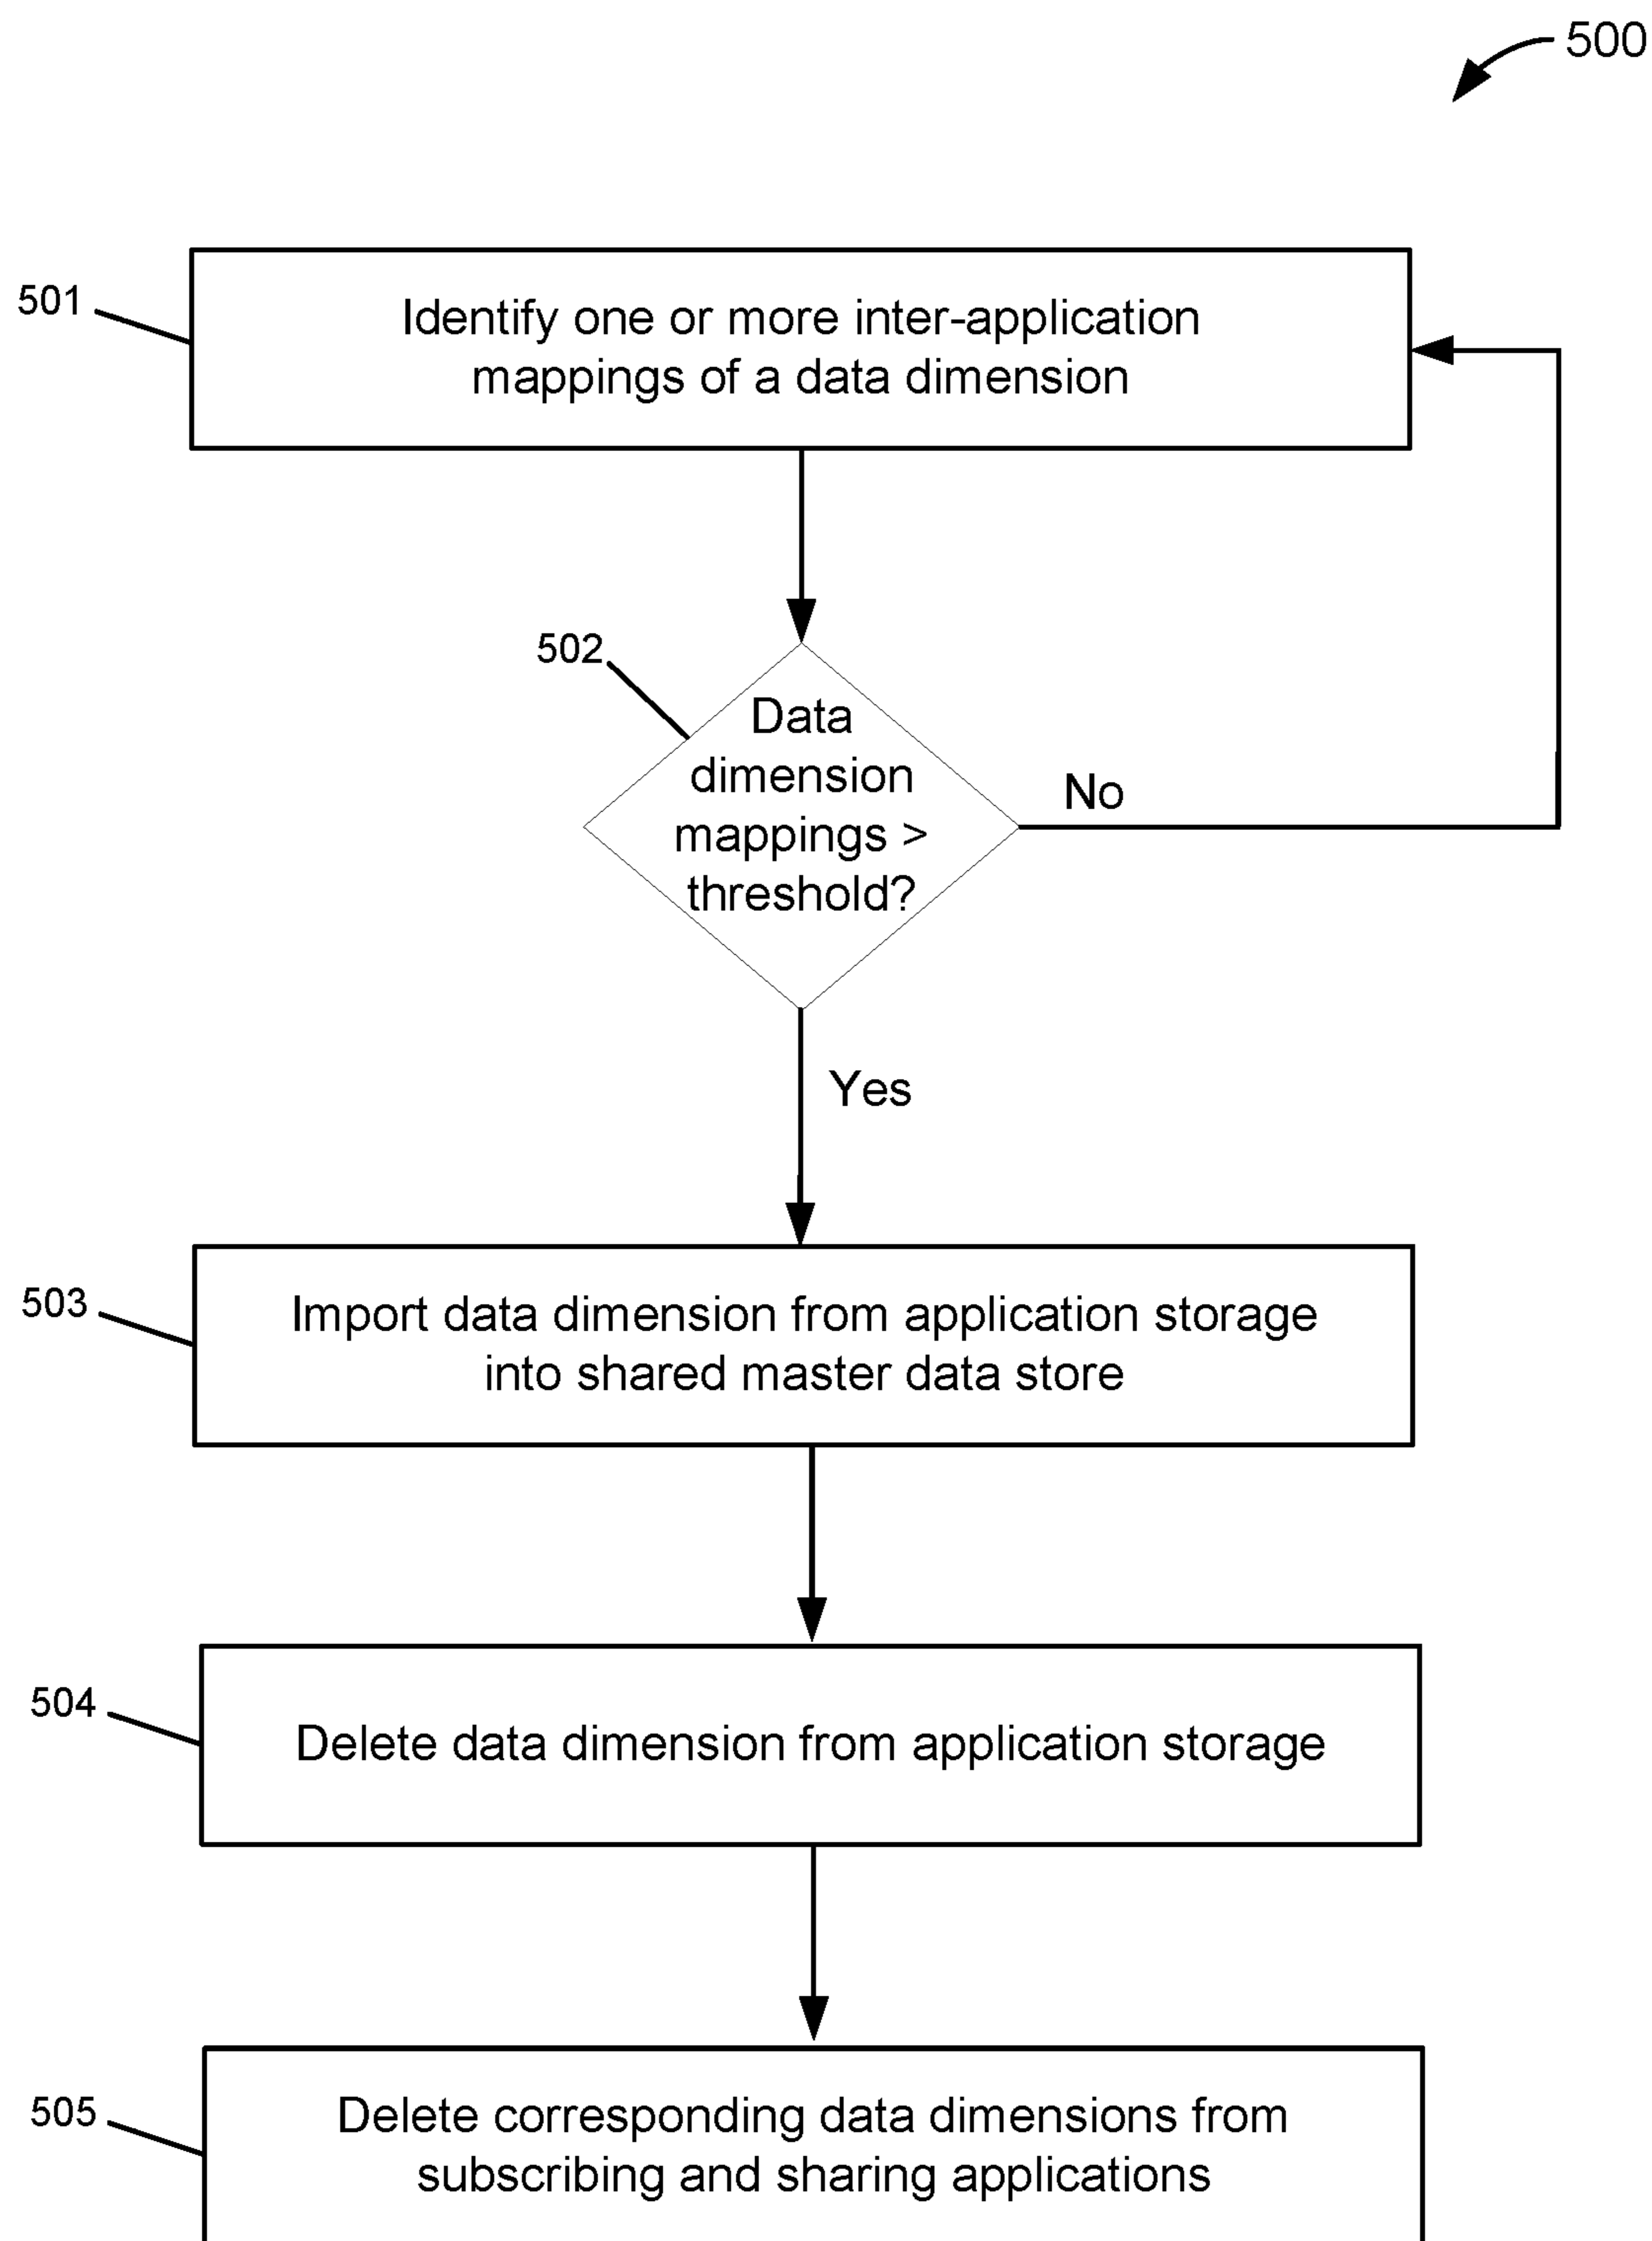 500
501
Identify one or more inter-application
mappings of a data dimension
502
Data
dimension
mappings >
threshold?
No
Yes
503
Import data dimension from application storage
into shared master data store
504
Delete data dimension from application storage
505
Delete corresponding data dimensions from
subscribing and sharing applications